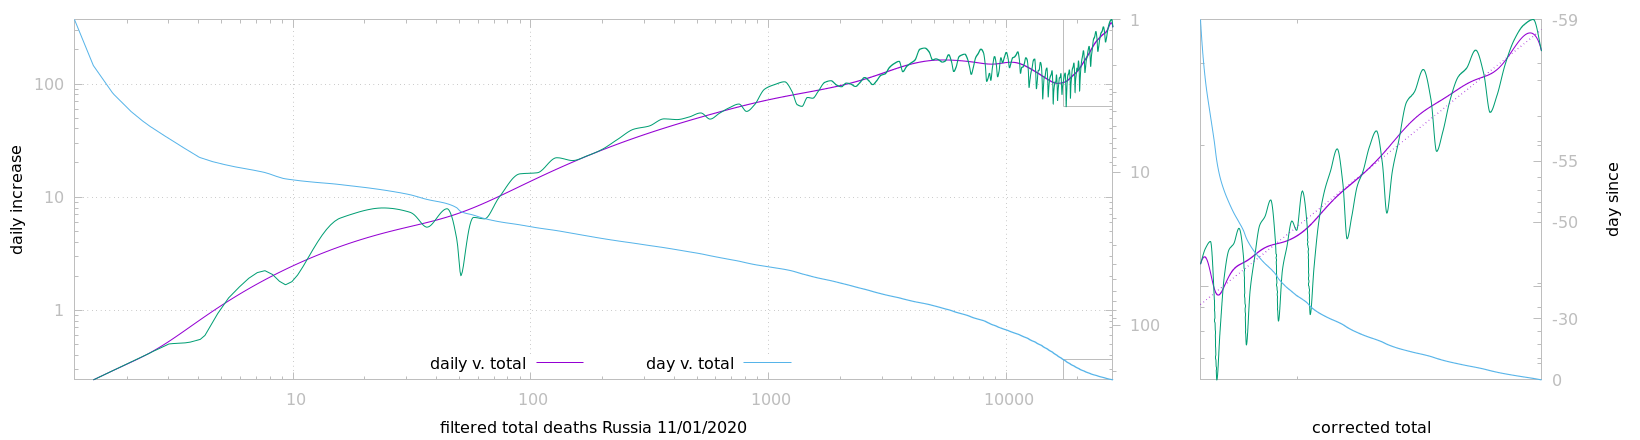 daily increase
100
10
1
daily v. total
day v. total
1
10
100
10
100
1000
10000
filtered total deaths Russia 11/01/2020
-59
-55
-50
-30
0
day since
corrected total